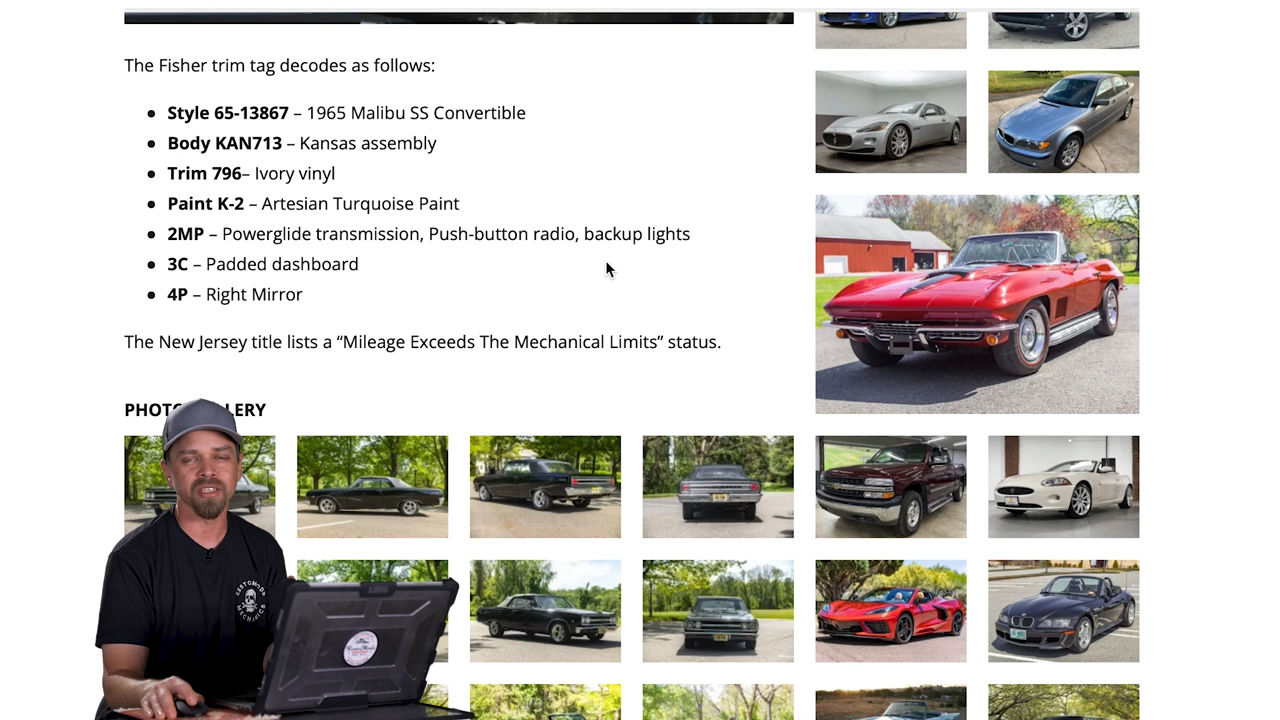 The Fisher trim tag decodes as follows:
Style 65-13867 – 1965 Malibu SS Convertible
Body KAN713 – Kansas assembly
Trim 796– Ivory vinyl
Paint K-2 – Artesian Turquoise Paint
2MP – Powerglide transmission, Push-button radio, backup lights
3C – Padded dashboard
4P – Right Mirror
The New Jersey title lists a “Mileage Exceeds The Mechanical Limits” status.